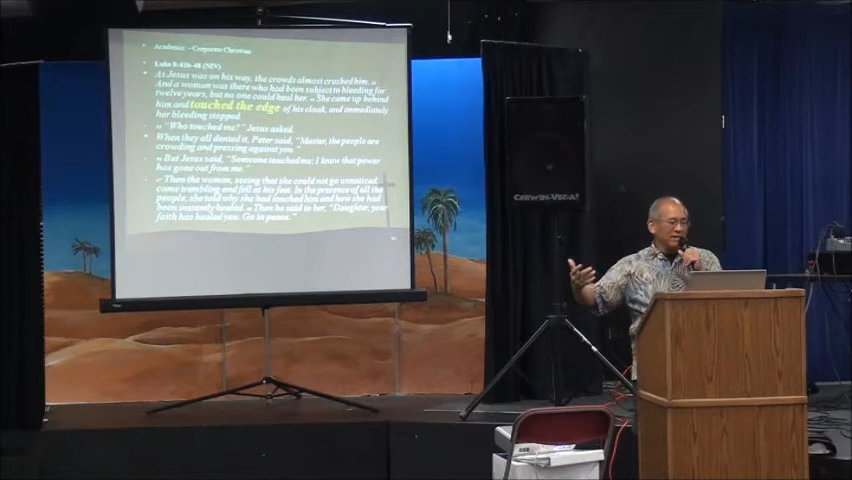 Academic – Corporate Christian
Luke 8:42b-48 (NIV)
As Jesus was on his way, the crowds almost crushed him.
And a woman was there who had been subject to bleeding for
twelve years, but no one could heal her. She came up behind
him and touched the edge of his cloak, and immediately
her bleeding stopped.
"Who touched me?" Jesus asked.
When they all denied it, Peter said, "Master, the people are
crowding and pressing against you."
But Jesus said, "Someone touched me; I know that power
has gone out from me."
Then the woman, seeing that she could not go unnoticed,
came trembling and fell at his feet. In the presence of all the
people, she told why she had touched him and how she had
been instantly healed. Then he said to her, "Daughter, your
faith has healed you. Go in peace."
CERWIN-VEGA!